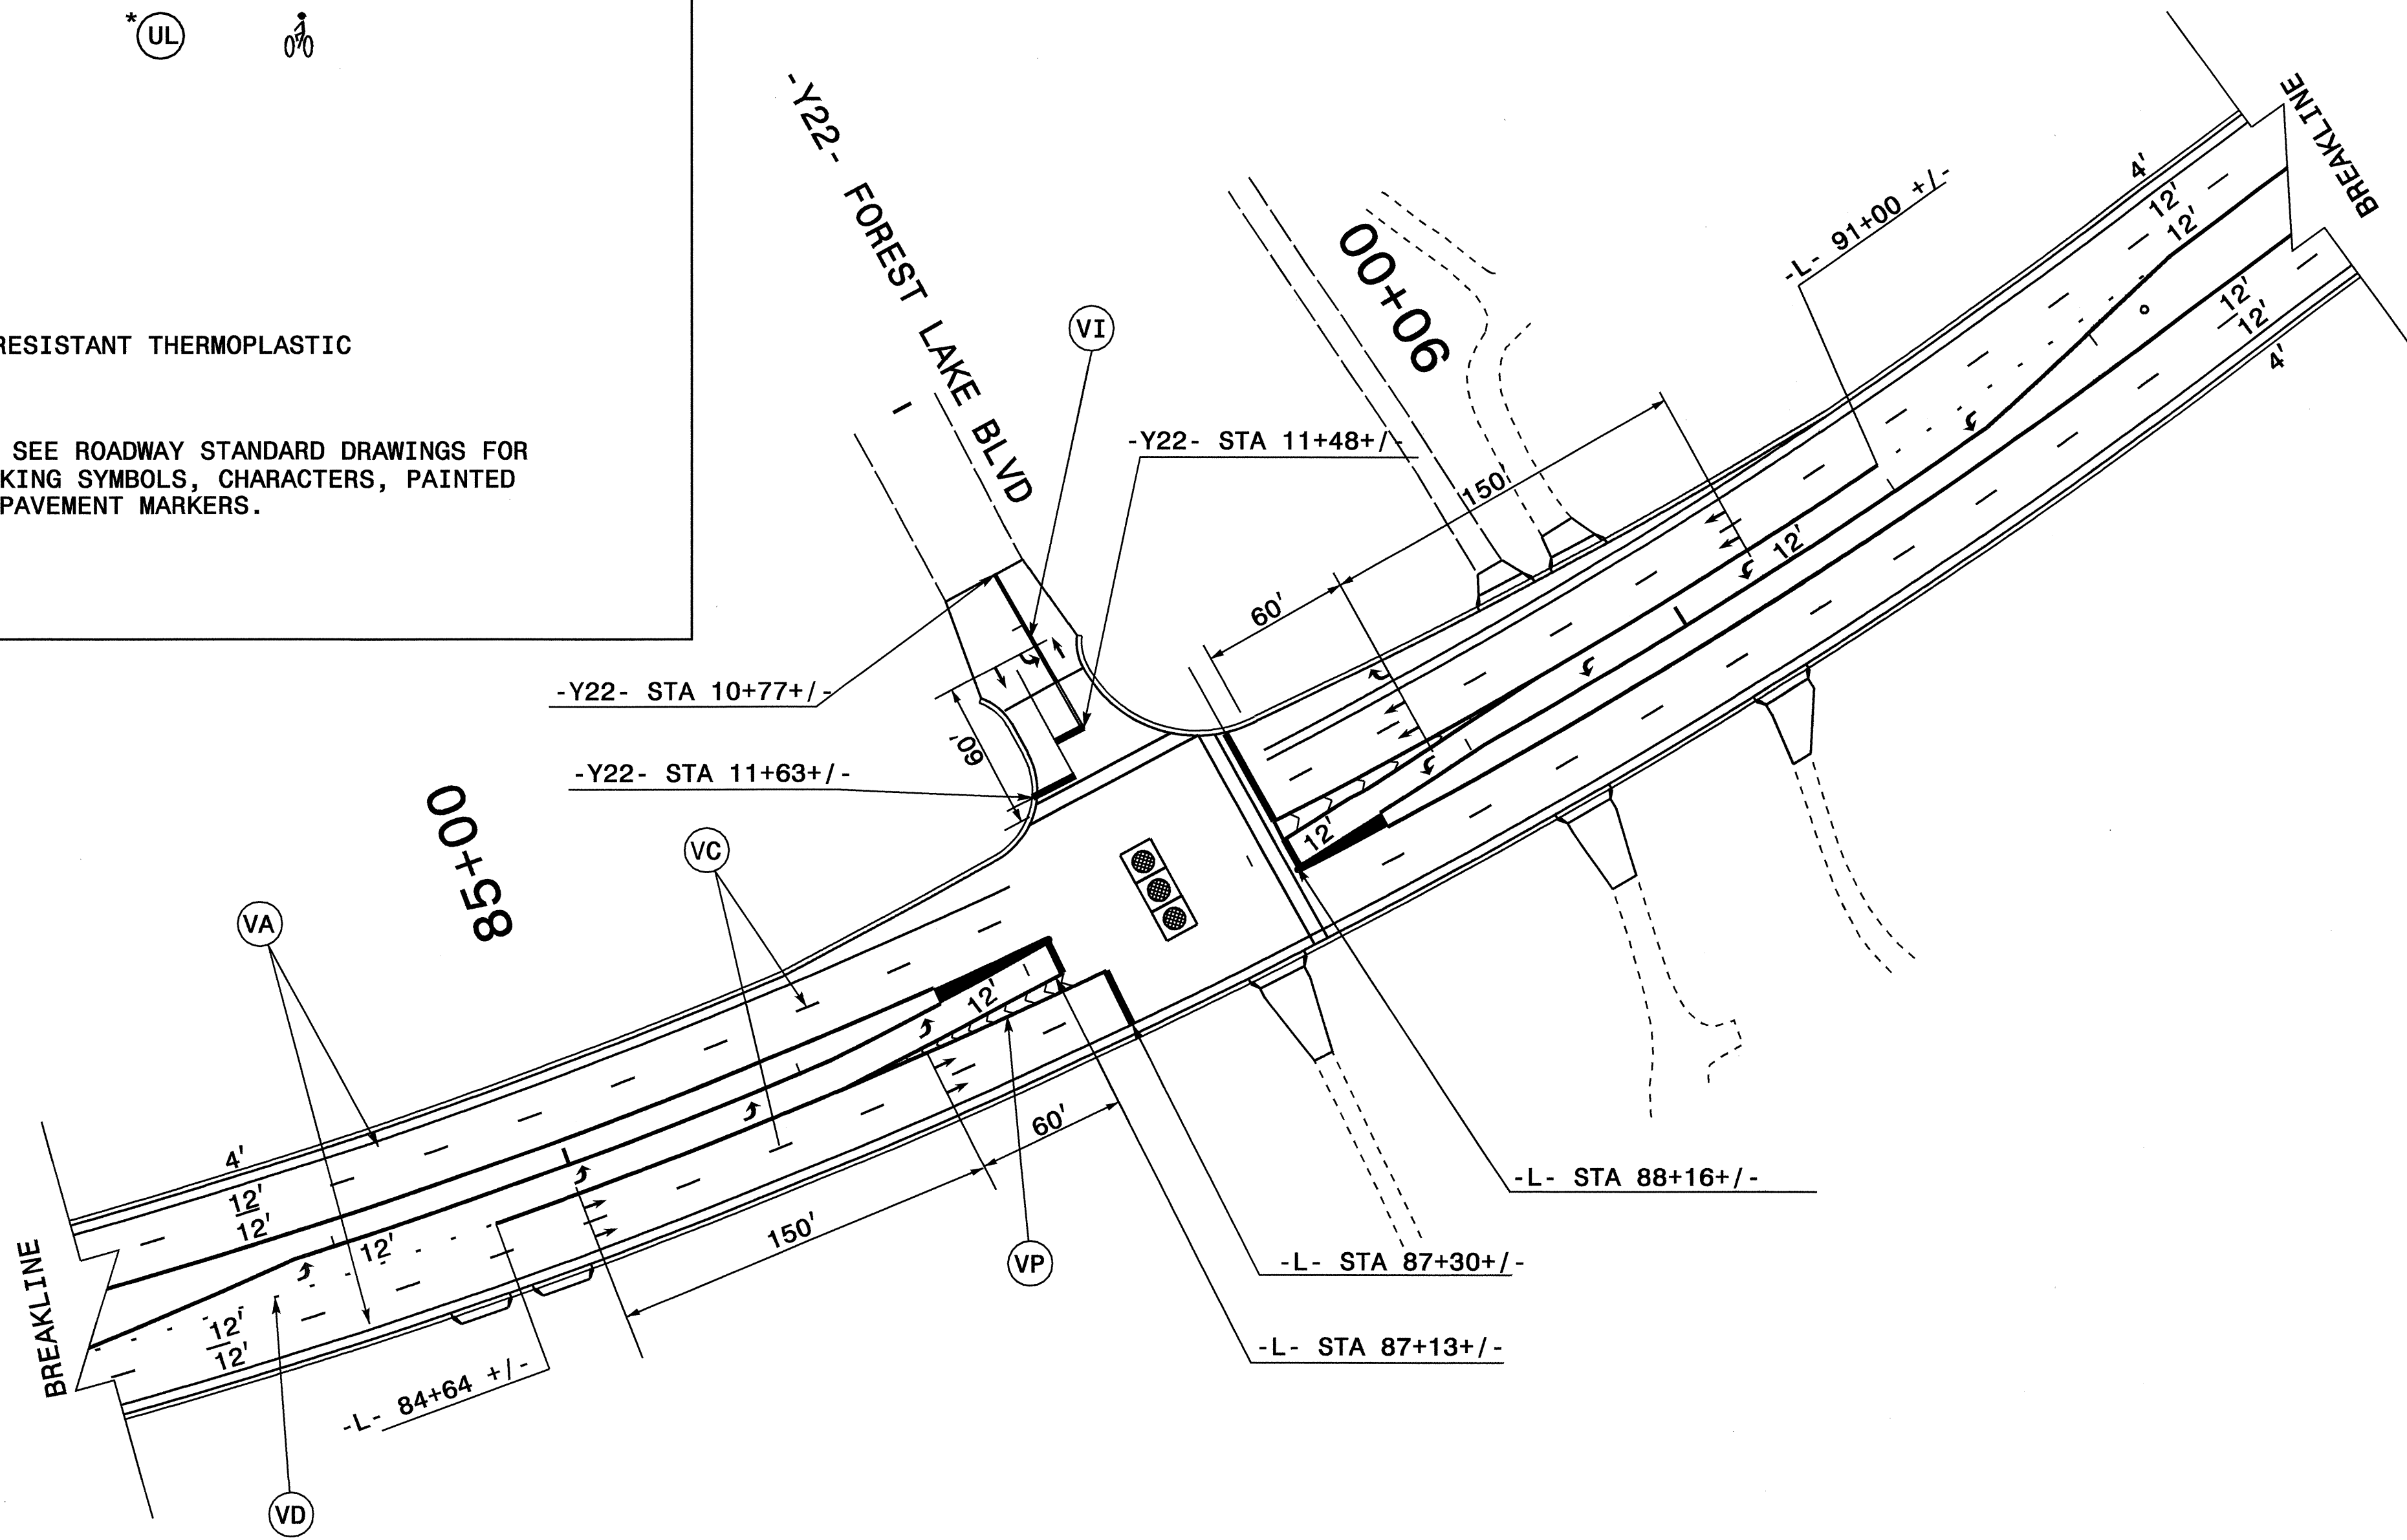 *
UL
RESISTANT THERMOPLASTIC
SEE ROADWAY STANDARD DRAWINGS FOR
KING SYMBOLS, CHARACTERS, PAINTED
PAVEMENT MARKERS.
-Y22- FOREST LAKE BLVD
BREAKLINE
4'
12'
12'
-L- 91+00 +/-
90+00
12'
12'
4'
VI
-Y22- STA 11+48+/-
150'
12'
60'
-Y22- STA 10+77+/-
60'
-Y22- STA 11+63+/-
85+00
12'
VC
VA
12'
4'
12'
12'
12'
60'
150'
-L- STA 88+16+/-
VP
-L- STA 87+30+/-
BREAKLINE
12'
12'
-L- STA 87+13+/-
-L- 84+64 +/-
VD